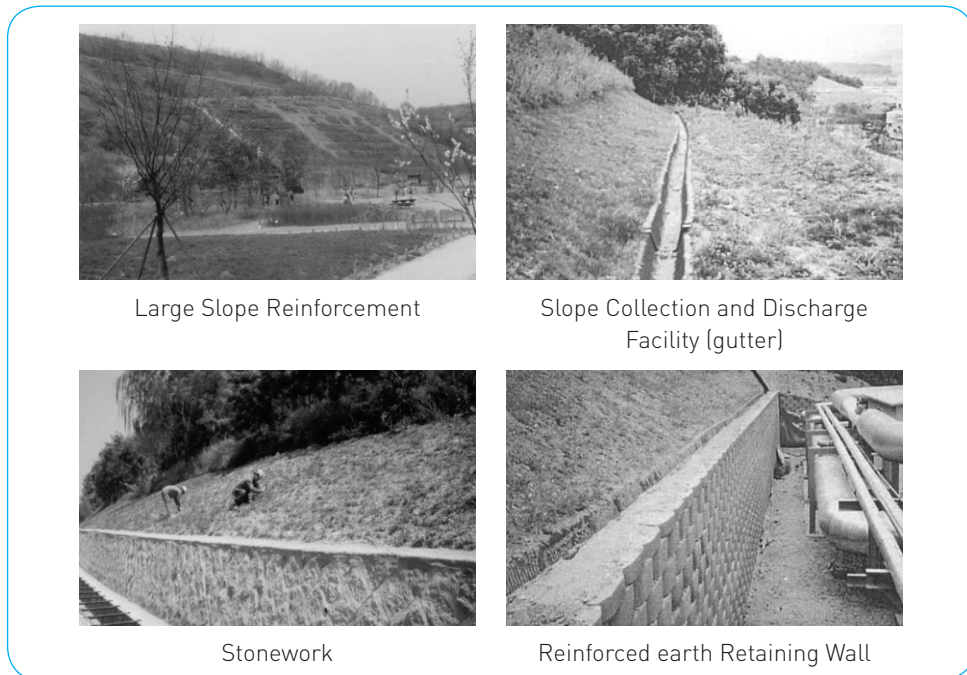 Large Slope Reinforcement
Slope Collection and Discharge
Facility (gutter)
Stonework
Reinforced earth Retaining Wall